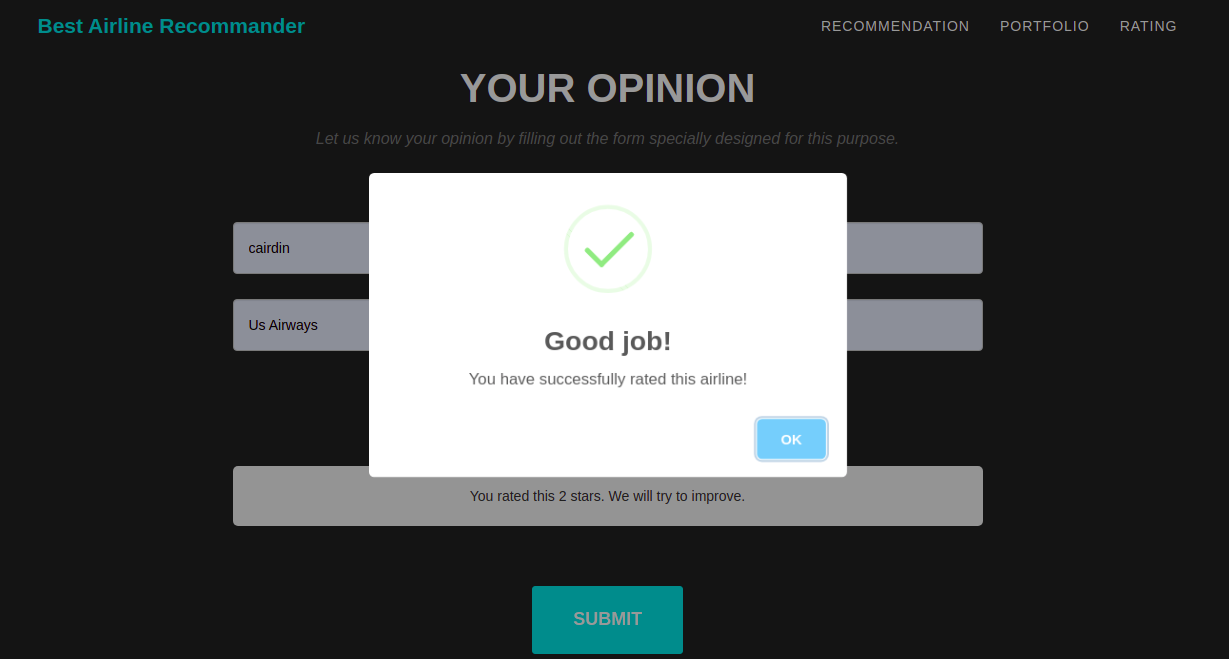 Best Airline Recommander
RECOMMENDATION PORTFOLIO RATING
YOUR OPINION
Let us know your opinion by filling out the form specially designed for this purpose.
cairdin
Us Airways
Good job!
You have successfully rated this airline!
OK
You rated this 2 stars. We will try to improve.
SUBMIT